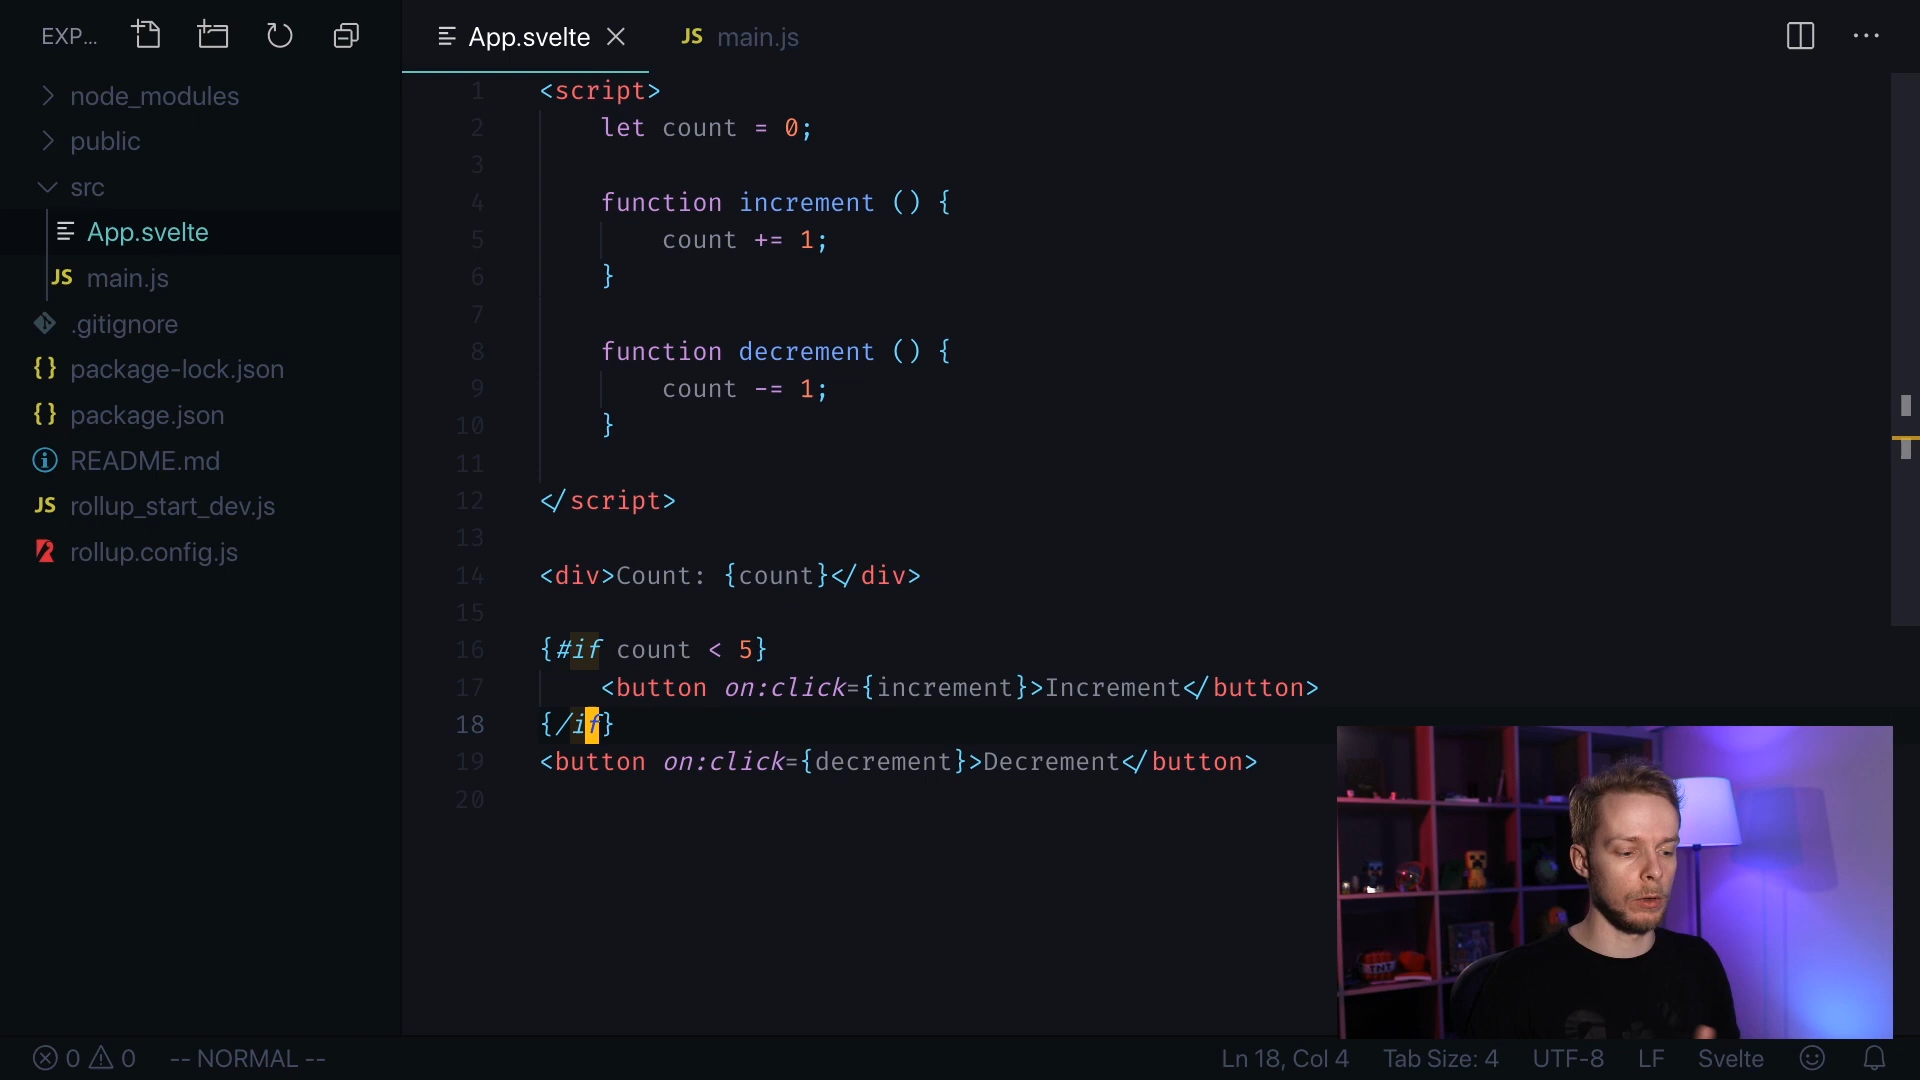 EXP...
App.svelte
JS main.js
node_modules
public
src
App.svelte
JS main.js
.gitignore
{ } package-lock.json
{ } package.json
README.md
JS rollup_start_dev.js
rollup.config.js
1 <script>
2 let count = 0;
3
4 function increment () {
5 count += 1;
6 }
7
8 function decrement () {
9 count -= 1;
10 }
11
12 </script>
13
14 <div>Count: {count}</div>
15
16 {#if count < 5}
17 <button on:click={increment}>Increment</button>
18 {/if}
19 <button on:click={decrement}>Decrement</button>
20
TNT
0 0 -- NORMAL --
Ln 18, Col 4 Tab Size: 4 UTF-8 LF Svelte